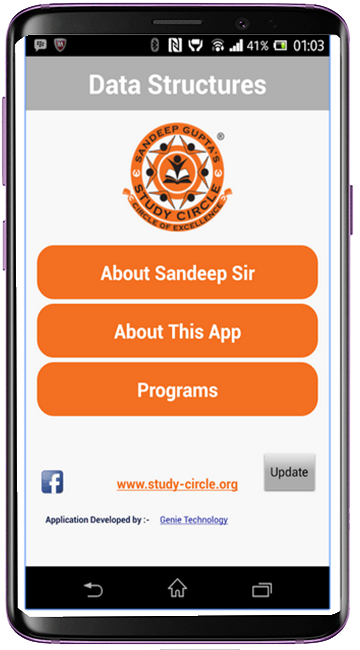 41% 01:03
Data Structures
SANDEEP GUPTA'S ®
STUDY CIRCLE
CIRCLE OF EXCELLENCE
About Sandeep Sir
About This App
Programs
Update
www.study-circle.org
Application Developed by :- Genie Technology